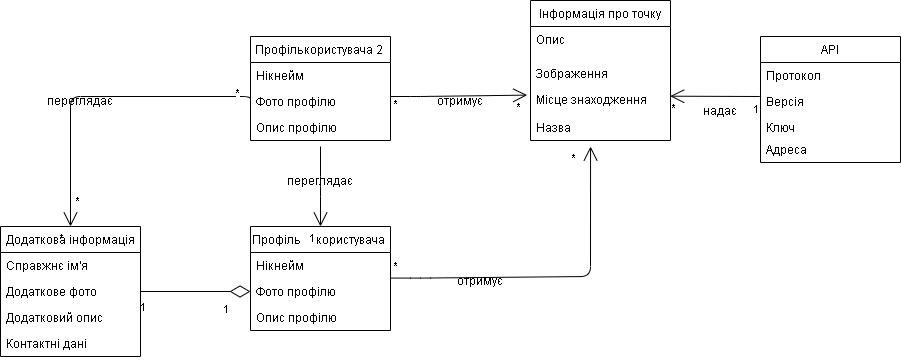 Інформація про точку
Опис
Зображення
Місце знаходження
Назва
Профількористувача 2
Нікнейм
Фото профілю
Опис профілю
API
Протокол
Версія
Ключ
Адреса
переглядає
*
*
*
отримує
*
*
надає
1
переглядає
*
Додаткова інформація
Справжнє ім'я
Додаткове фото
Додатковий опис
Контактні дані
Профіль 1 користувача
Нікнейм
Фото профілю
Опис профілю
*
*
отримує
1
1